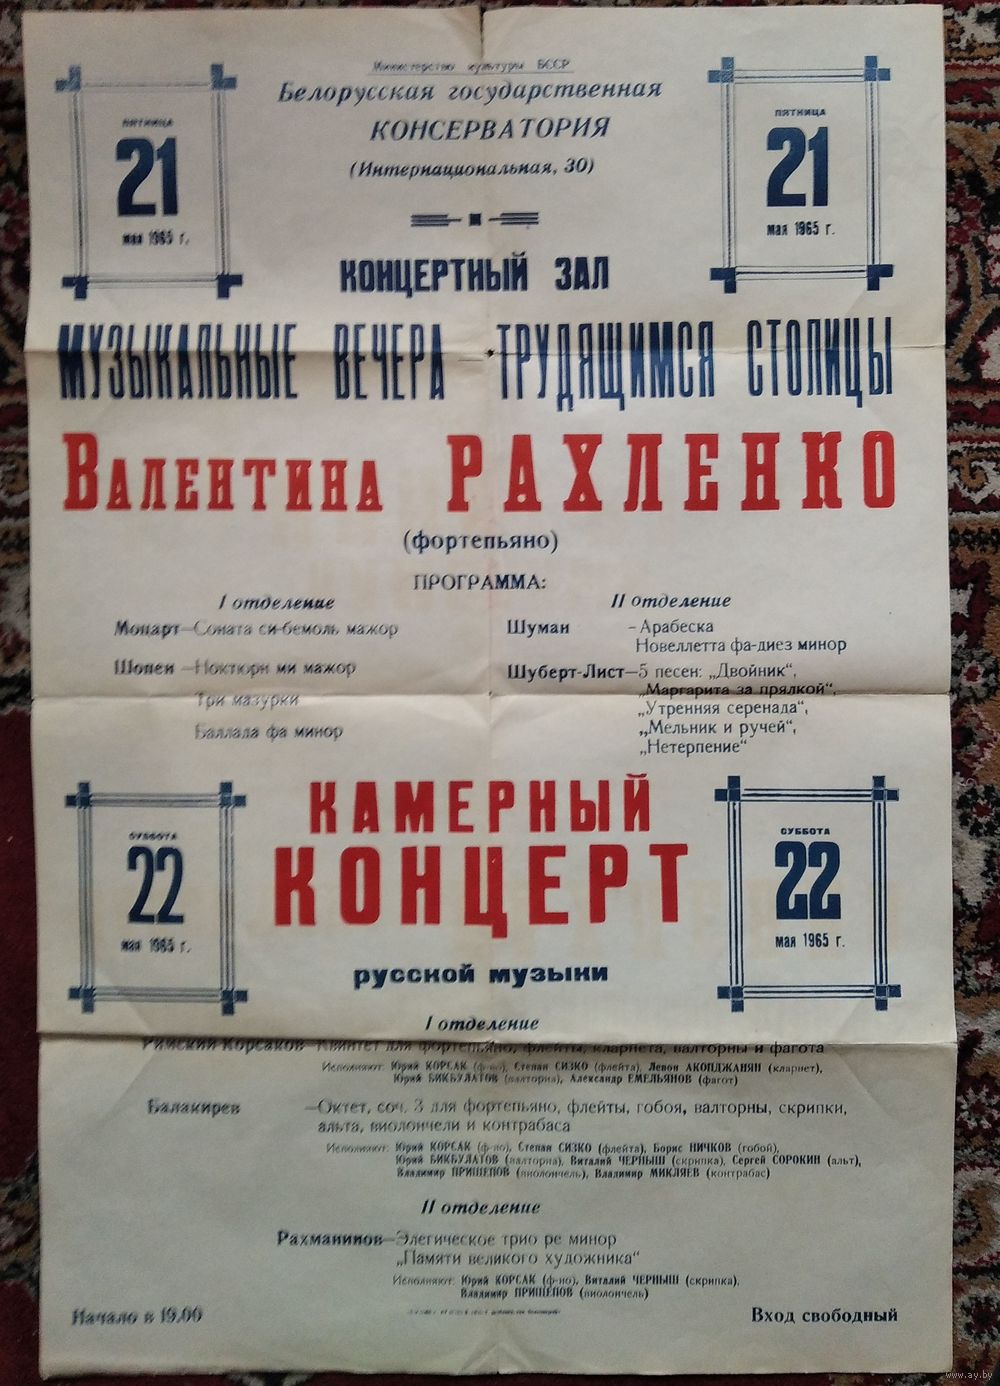 Министерство культуры БССР
Белорусская государственная
КОНСЕРВАТОРИЯ
(Интернациональная, 30)
ПЯТНИЦА
21
мая 1965 г.
ПЯТНИЦА
21
мая 1965 г.
КОНЦЕРТНЫЙ ЗАЛ
МУЗЫКАЛЬНЫЕ ВЕЧЕРА – ТРУДЯЩИМСЯ СТОЛИЦЫ
ВАЛЕНТИНА РАХЛЕНКО
(фортепьяно)
ПРОГРАММА:
I отделение
Моцарт—Соната си-бемоль мажор
Шопен —Ноктюрн ми мажор
Три мазурки
Баллада фа минор
II отделение
Шуман – Арабеска
Новеллетта фа-диез минор
Шуберт-Лист—5 песен: „Двойник“,
„Маргарита за прялкой“,
„Утренняя серенада“,
„Мельник и ручей“,
„Нетерпение“
СУББОТА
22
мая 1965 г.
СУББОТА
22
мая 1965 г.
КАМЕРНЫЙ
КОНЦЕРТ
русской музыки
I отделение
Римский-Корсаков—Квинтет для фортепьяно, флейты, кларнета, валторны и фагота
Исполняют: Юрий КОРСАК (ф-но), Степан СИЗКО (флейта), Левон АКОПДЖАНЯН (кларнет),
Юрий БИКБУЛАТОВ (валторна), Александр ЕМЕЛЬЯНОВ (фагот)
Балакирев —Октет, соч. 3 для фортепьяно, флейты, гобоя, валторны, скрипки,
альта, виолончели и контрабаса
Исполняют: Юрий КОРСАК (ф-но), Степан СИЗКО (флейта), Борис НИЧКОВ (гобой),
Юрий БИКБУЛАТОВ (валторна), Виталий ЧЕРНЫШ (скрипка), Сергей СОРОКИН (альт),
Владимир ПРИЩЕПОВ (виолончель), Владимир МИКЛЯЕВ (контрабас)
II отделение
Рахманинов—Элегическое трио ре минор
„Памяти великого художника“
Исполняют: Юрий КОРСАК (ф-но), Виталий ЧЕРНЫШ (скрипка),
Владимир ПРИЩЕПОВ (виолончель)
Начало в 19.00
Вход свободный
www.ay.by